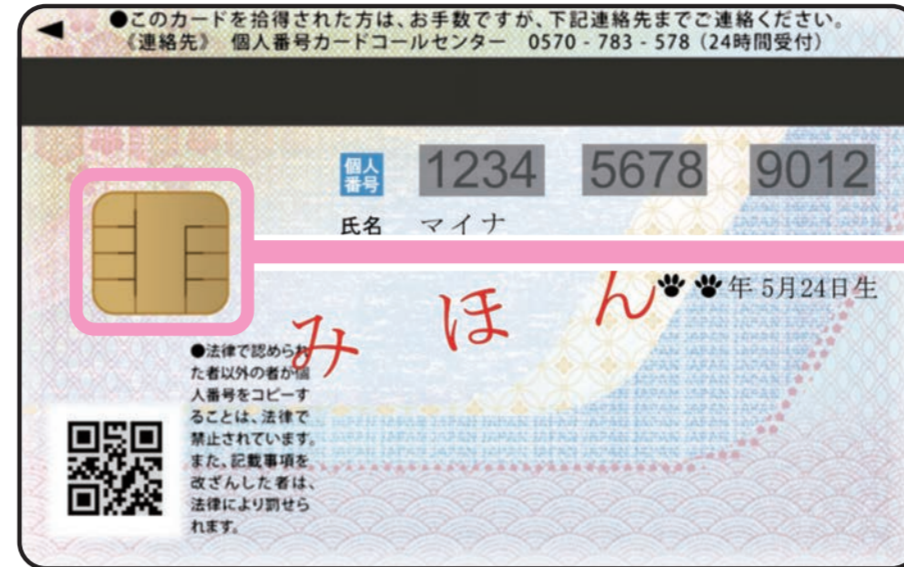 ●このカードを拾得された方は、お手数ですが、下記連絡先までご連絡ください。
《連絡先》 個人番号カードコールセンター 0570 - 783 - 578（24時間受付）
個人番号 1234 5678 9012
氏名 マイナ
年 5月24日生
みほん
●法律で認められ
た者以外の者が個
人番号をコピーす
ることは、法律で
禁止されています。
また、記載事項を
改ざんした者は、
法律により罰せら
れます。